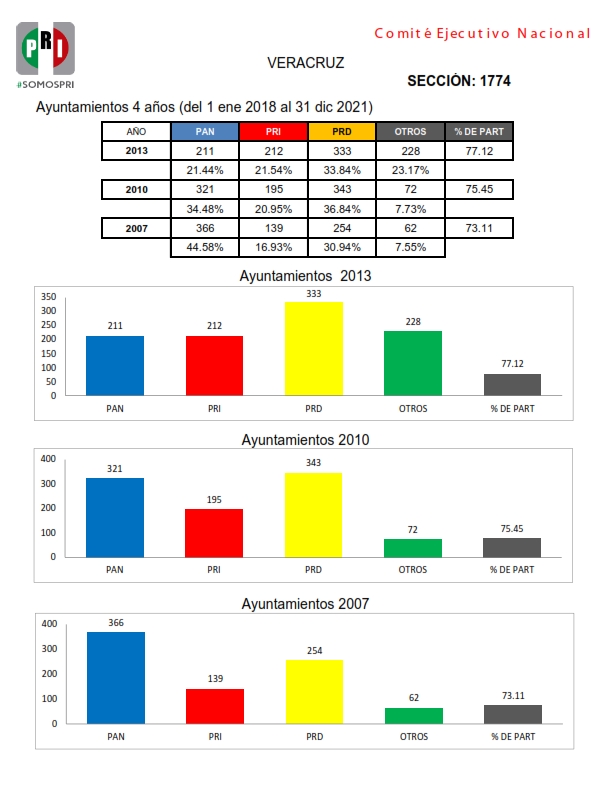 Comité Ejecutivo Nacional
PRI
#SOMOSPRI
VERACRUZ
SECCIÓN: 1774
Ayuntamientos 4 años (del 1 ene 2018 al 31 dic 2021)
AÑO PAN PRI PRD OTROS % DE PART
2013 211 212 333 228 77.12
21.44% 21.54% 33.84% 23.17%
2010 321 195 343 72 75.45
34.48% 20.95% 36.84% 7.73%
2007 366 139 254 62 73.11
44.58% 16.93% 30.94% 7.55%
Ayuntamientos 2013
350
300
250
200
150
100
50
0
211 212 333 228 77.12
PAN PRI PRD OTROS % DE PART
Ayuntamientos 2010
400
300
200
100
0
321 195 343 72 75.45
PAN PRI PRD OTROS % DE PART
Ayuntamientos 2007
400
300
200
100
0
366 139 254 62 73.11
PAN PRI PRD OTROS % DE PART